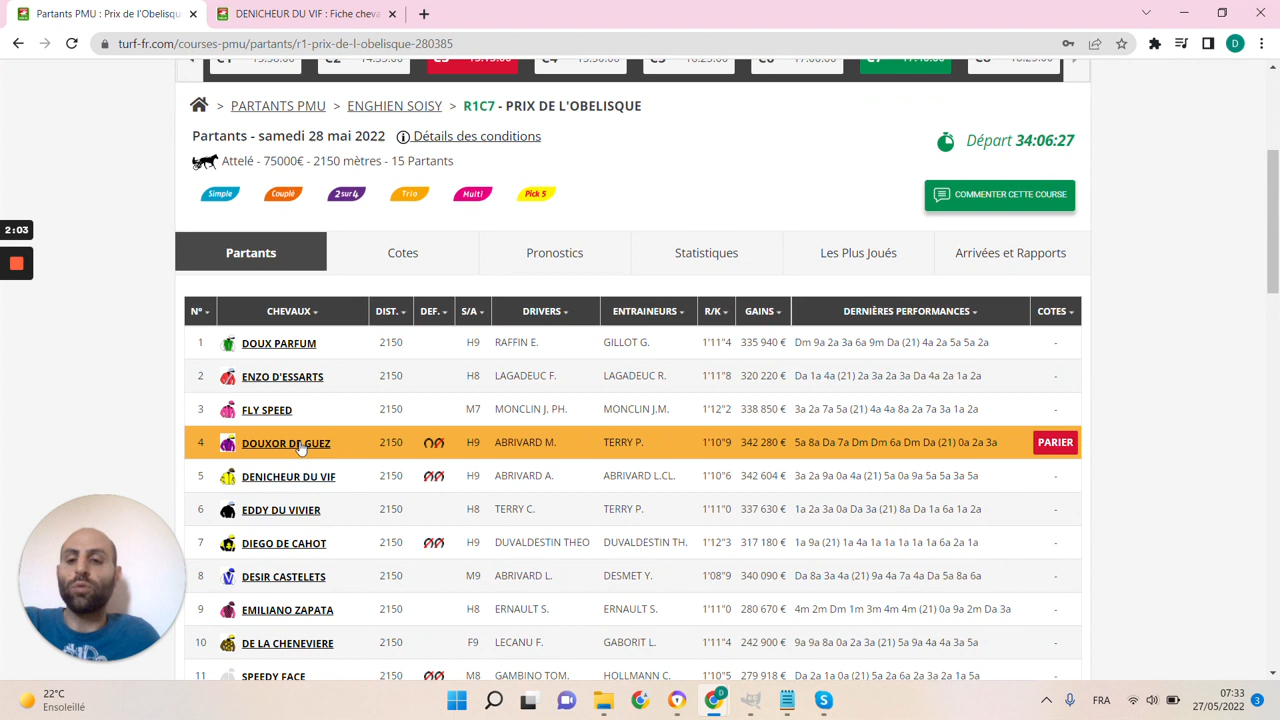 Partants PMU : Prix de l'Obelisqu
DENICHEUR DU VIF : Fiche cheva
turf-fr.com/courses-pmu/partants/r1-prix-de-l-obelisque-280385
D
PARTANTS PMU > ENGHIEN SOISY > R1C7 - PRIX DE L'OBELISQUE
Partants - samedi 28 mai 2022 Détails des conditions
Départ 34:06:27
Attelé - 75000€ - 2150 mètres - 15 Partants
Simple Couplé 2sur4 Trio Multi Pick 5
COMMENTER CETTE COURSE
2:03
Partants Cotes Pronostics Statistiques Les Plus Joués Arrivées et Rapports
N° CHEVAUX DIST. DEF. S/A DRIVERS ENTRAINEURS R/K GAINS DERNIÈRES PERFORMANCES COTES
1 DOUX PARFUM 2150 H9 RAFFIN E. GILLOT G. 1'11"4 335 940 € Dm 9a 2a 3a 6a 9m Da (21) 4a 2a 5a 5a 2a -
2 ENZO D'ESSARTS 2150 H8 LAGADEUC F. LAGADEUC R. 1'11"8 320 220 € Da 1a 4a (21) 2a 3a 2a 3a Da 4a 2a 1a 2a -
3 FLY SPEED 2150 M7 MONCLIN J. PH. MONCLIN J.M. 1'12"2 338 850 € 3a 2a 7a 5a (21) 4a 4a 8a 2a 3a 3a 1a 2a -
4 DOUXOR DE GUEZ 2150 H9 ABRIVARD M. TERRY P. 1'10"9 342 280 € 5a 8a Da 7a Dm Dm 6a Dm Da (21) 0a 2a 3a PARIER
5 DENICHEUR DU VIF 2150 H9 ABRIVARD A. ABRIVARD L.CL. 1'10"6 342 604 € 3a 2a 9a 0a 4a (21) 5a 0a 9a 5a 5a 3a 5a -
6 EDDY DU VIVIER 2150 H8 TERRY C. TERRY P. 1'11"0 337 630 € 1a 2a 3a 0a Da 3a (21) 8a Da 1a 6a 1a 2a -
7 DIEGO DE CAHOT 2150 H9 DUVALDESTIN THEO DUVALDESTIN TH. 1'12"3 317 180 € 1a 9a (21) 1a 4a 1a 1a 1a 1a 1a 6a 2a 1a -
8 DESIR CASTELETS 2150 M9 ABRIVARD L. DESMET Y. 1'08"9 340 090 € Da 8a 3a 4a (21) 9a 4a 7a 4a Da 5a 8a 6a -
9 EMILIANO ZAPATA 2150 H8 ERNAULT S. ERNAULT S. 1'11"0 280 670 € 4m 2m Dm 1m 3m 4m 4m (21) 0a 9a 2m Da 3a -
10 DE LA CHENEVIERE 2150 F9 LECANU F. GABORIT L. 1'11"4 242 900 € 9a 9a 8a 0a 2a 3a (21) 5a 9a 4a 4a 3a 5a -
11 SPEEDY FACE 2150 M8 GAMBINO TOM. HOLLMANN C. 1'11"0 279 918 € Da 2a 1a 0a (21) Da 2a 2a 5a 1a 1a 1a 5a -
22°C
Ensoleillé
FRA
07:33
27/05/2022
3